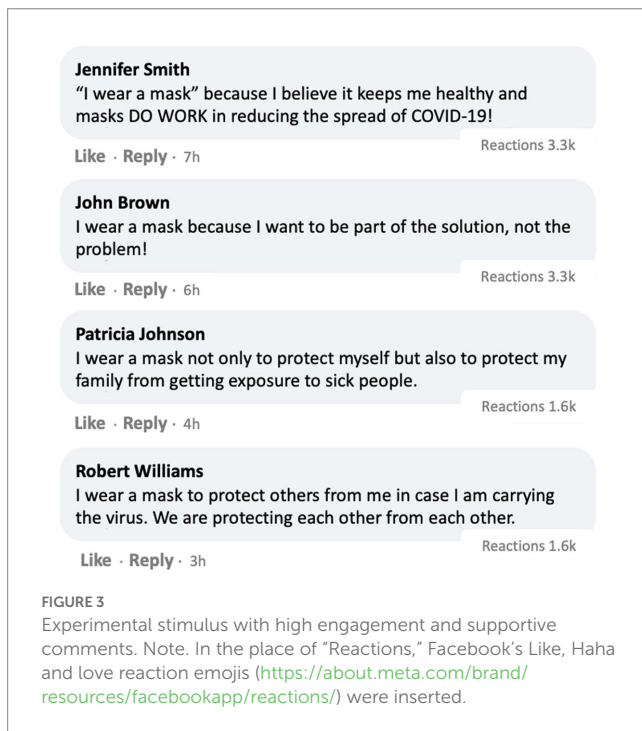 Jennifer Smith
“I wear a mask” because I believe it keeps me healthy and
masks DO WORK in reducing the spread of COVID-19!
Reactions 3.3k
Like · Reply · 7h
John Brown
I wear a mask because I want to be part of the solution, not the
problem!
Reactions 3.3k
Like · Reply · 6h
Patricia Johnson
I wear a mask not only to protect myself but also to protect my
family from getting exposure to sick people.
Reactions 1.6k
Like · Reply · 4h
Robert Williams
I wear a mask to protect others from me in case I am carrying
the virus. We are protecting each other from each other.
Reactions 1.6k
Like · Reply · 3h
FIGURE 3
Experimental stimulus with high engagement and supportive
comments. Note. In the place of “Reactions,” Facebook’s Like, Haha
and love reaction emojis (https://about.meta.com/brand/
resources/facebookapp/reactions/) were inserted.